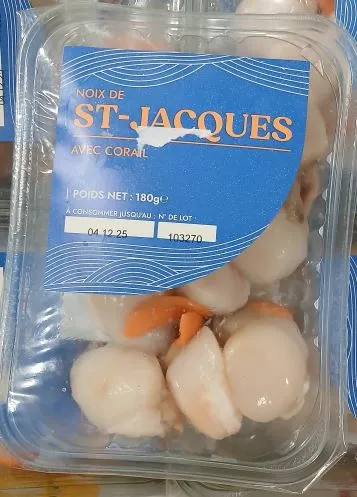 NOIX DE
ST-JACQUES
AVEC CORAIL
POIDS NET : 180g℮
À CONSOMMER JUSQU'AU : N° DE LOT :
04.12.25 103270